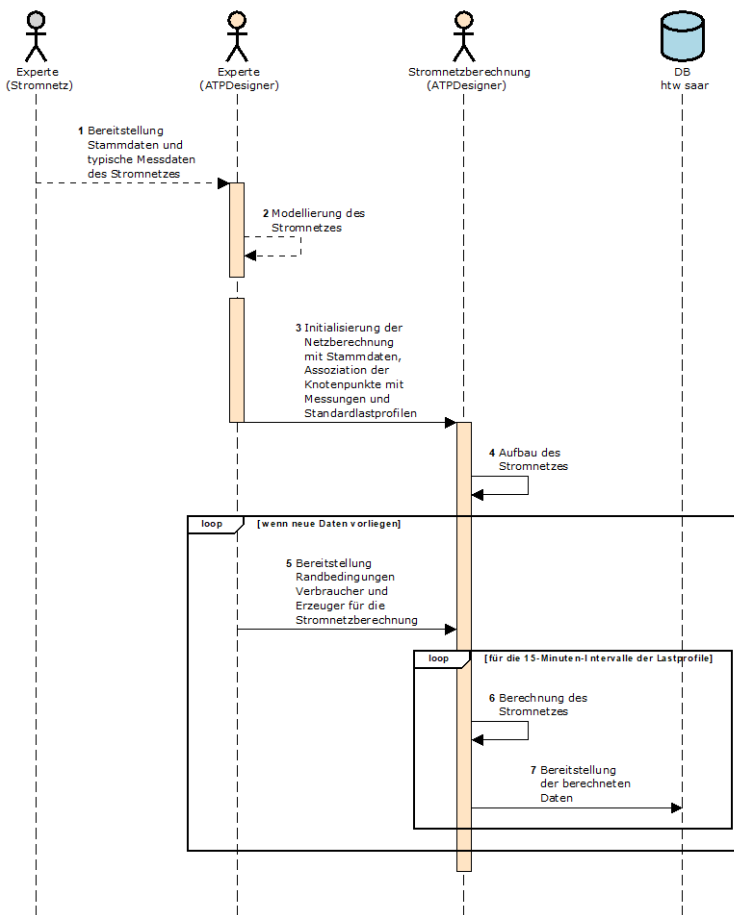 Experte
(Stromnetz)
Experte
(ATPDesigner)
Stromnetzberechnung
(ATPDesigner)
DB
htw saar
1 Bereitstellung
Stammdaten und
typische Messdaten
des Stromnetzes
2 Modellierung des
Stromnetzes
3 Initialisierung der
Netzberechnung
mit Stammdaten,
Assoziation der
Knotenpunkte mit
Messungen und
Standardlastprofilen
4 Aufbau des
Stromnetzes
loop [wenn neue Daten vorliegen]
5 Bereitstellung
Randbedingungen
Verbraucher und
Erzeuger für die
Stromnetzberechnung
loop [für die 15-Minuten-Intervalle der Lastprofile]
6 Berechnung des
Stromnetzes
7 Bereitstellung
der berechneten
Daten